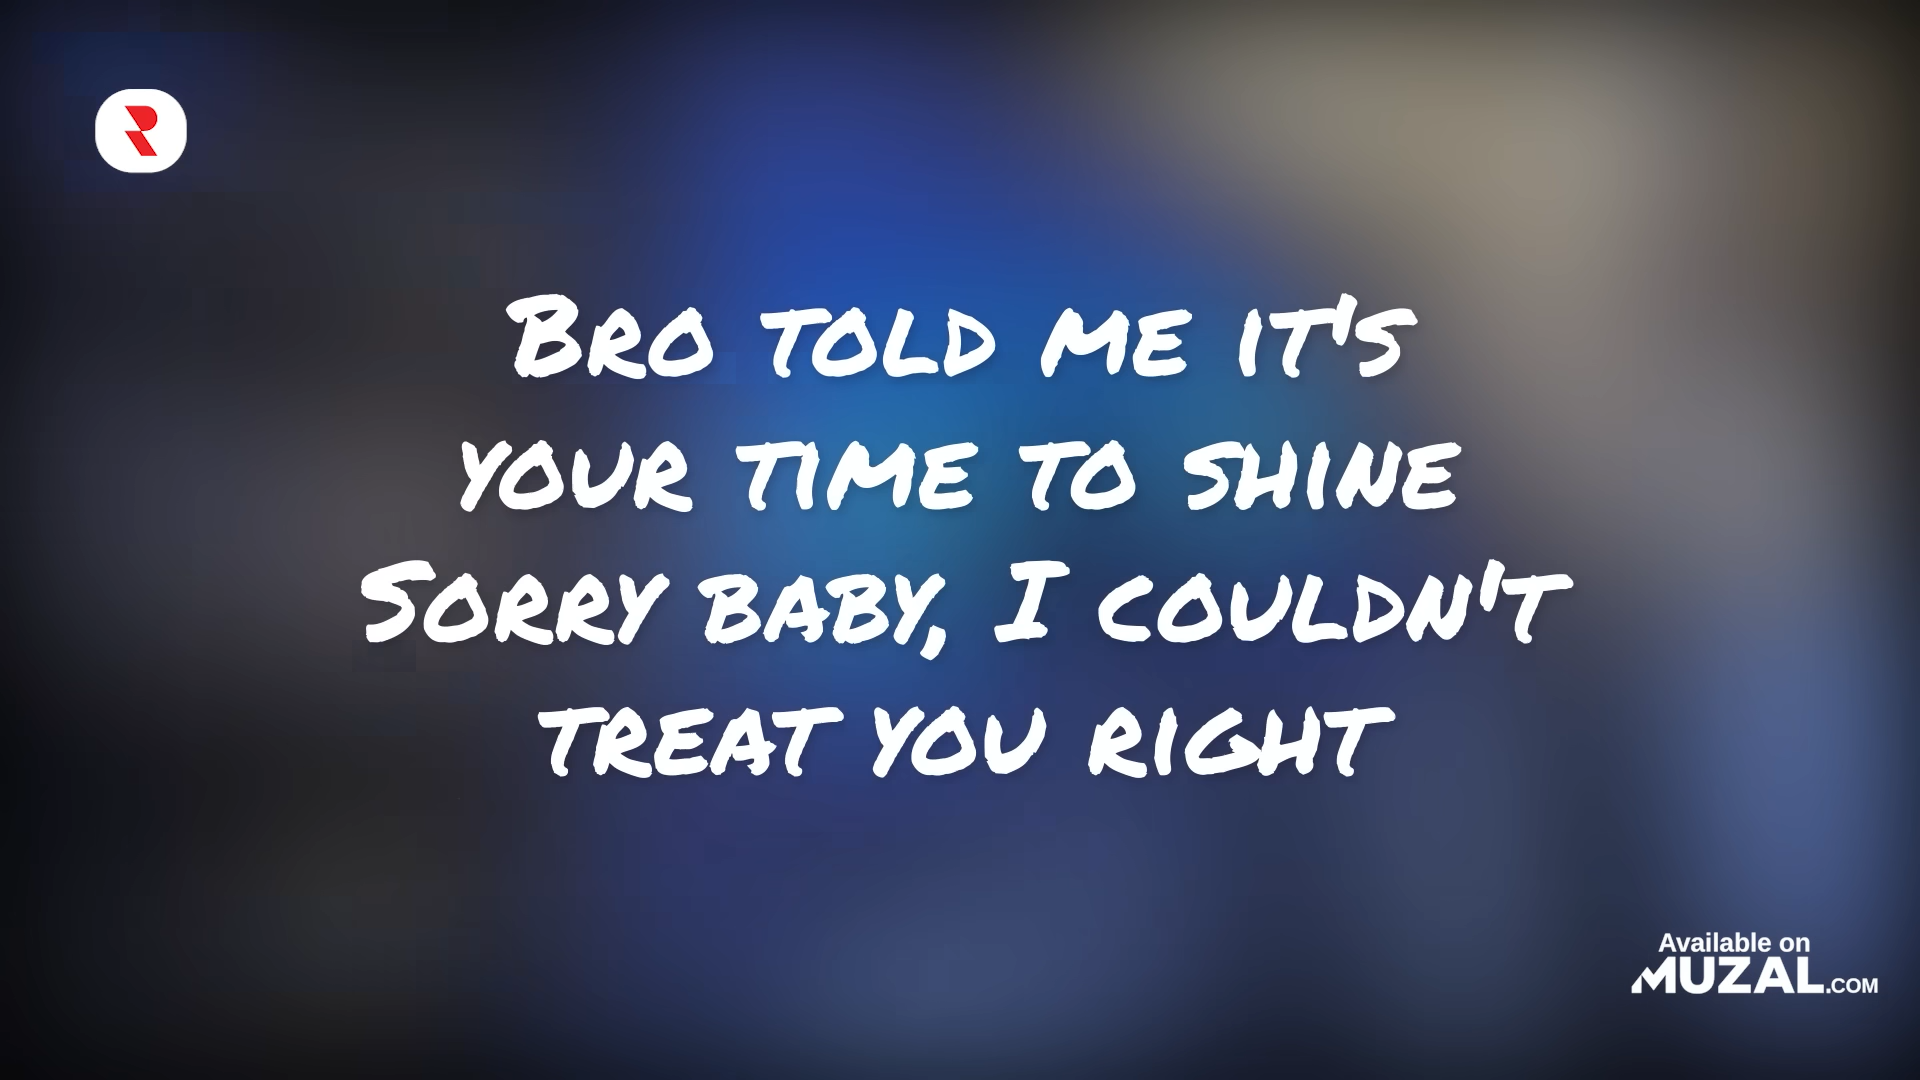 R
Bro told me it's
your time to shine
Sorry baby, I couldn't
treat you right
Available on
MUZAL.COM